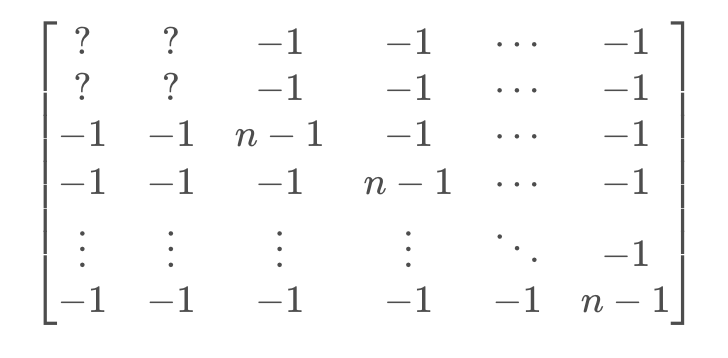 ? ? −1 −1 ⋯ −1
? ? −1 −1 ⋯ −1
−1 −1 n − 1 −1 ⋯ −1
−1 −1 −1 n − 1 ⋯ −1
⋮ ⋮ ⋮ ⋮ ⋱ −1
−1 −1 −1 −1 −1 n − 1